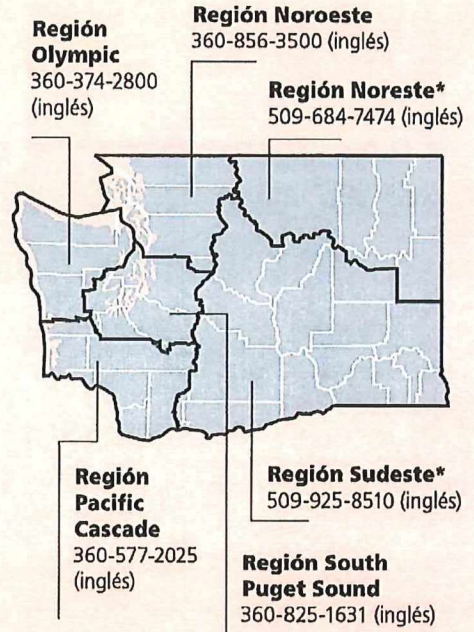 Región
Olympic
360-374-2800
(inglés)
Región Noroeste
360-856-3500 (inglés)
Región Noreste*
509-684-7474 (inglés)
Región
Pacific
Cascade
360-577-2025
(inglés)
Región Sudeste*
509-925-8510 (inglés)
Región South
Puget Sound
360-825-1631 (inglés)